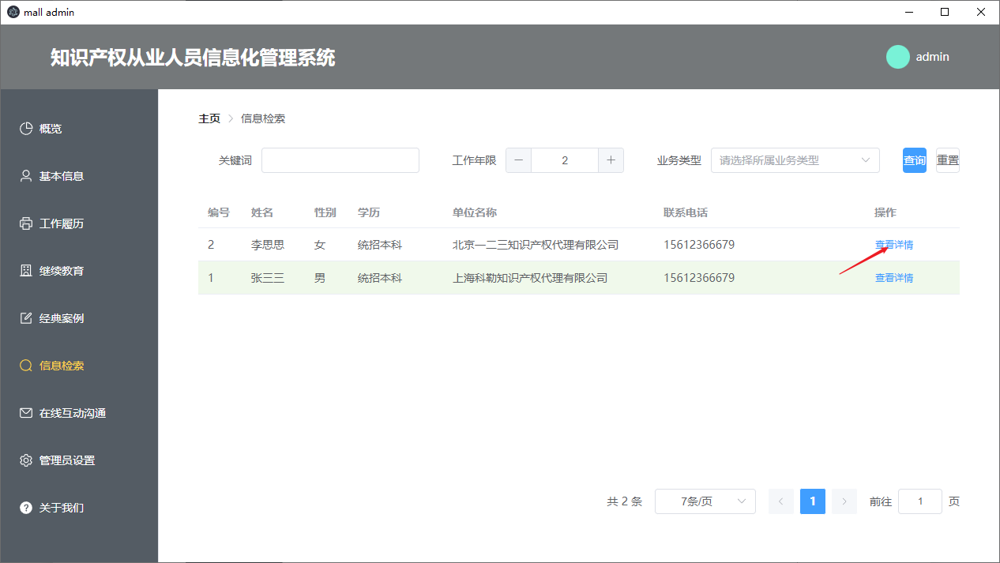 mall admin
知识产权从业人员信息化管理系统
admin
概览
基本信息
工作履历
继续教育
经典案例
信息检索
在线互动沟通
管理员设置
关于我们
主页 > 信息检索
关键词 工作年限 − 2 + 业务类型 请选择所属业务类型 查询 重置
编号 姓名 性别 学历 单位名称 联系电话 操作
2 李思思 女 统招本科 北京一二三知识产权代理有限公司 15612366679 查看详情
1 张三三 男 统招本科 上海科勒知识产权代理有限公司 15612366679 查看详情
共 2 条 7条/页 < 1 > 前往 1 页